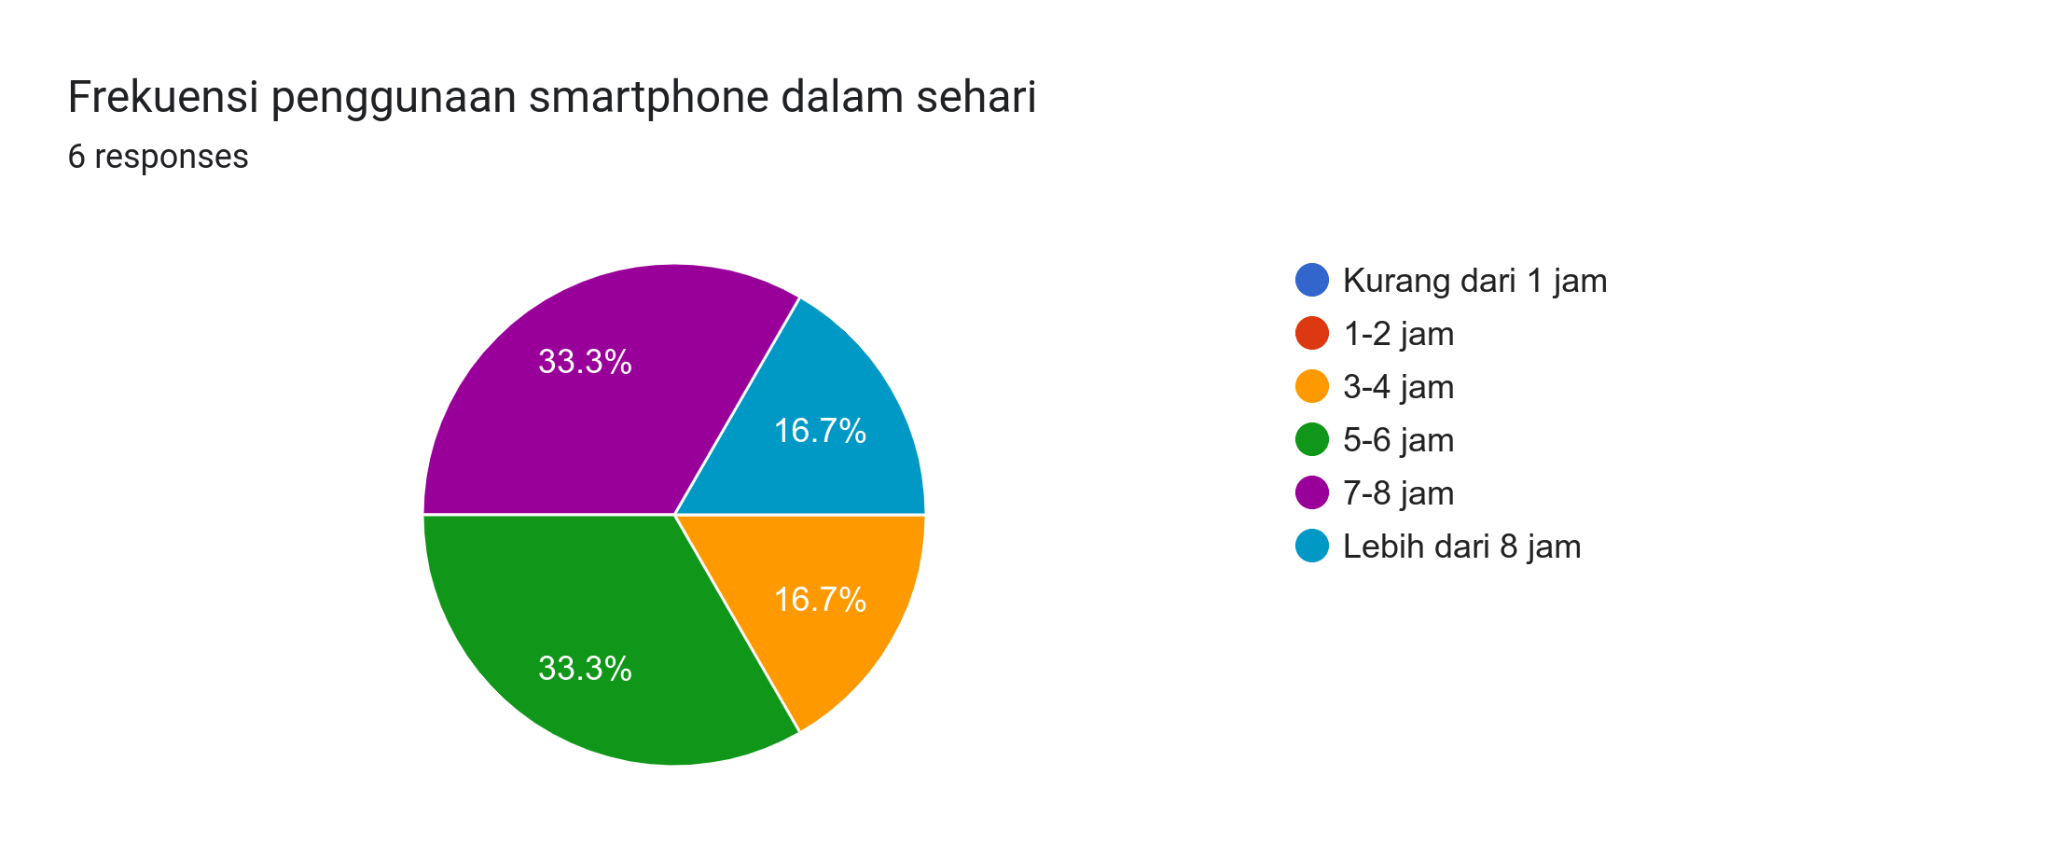 Frekuensi penggunaan smartphone dalam sehari
6 responses
33.3%
16.7%
33.3%
16.7%
Kurang dari 1 jam
1-2 jam
3-4 jam
5-6 jam
7-8 jam
Lebih dari 8 jam